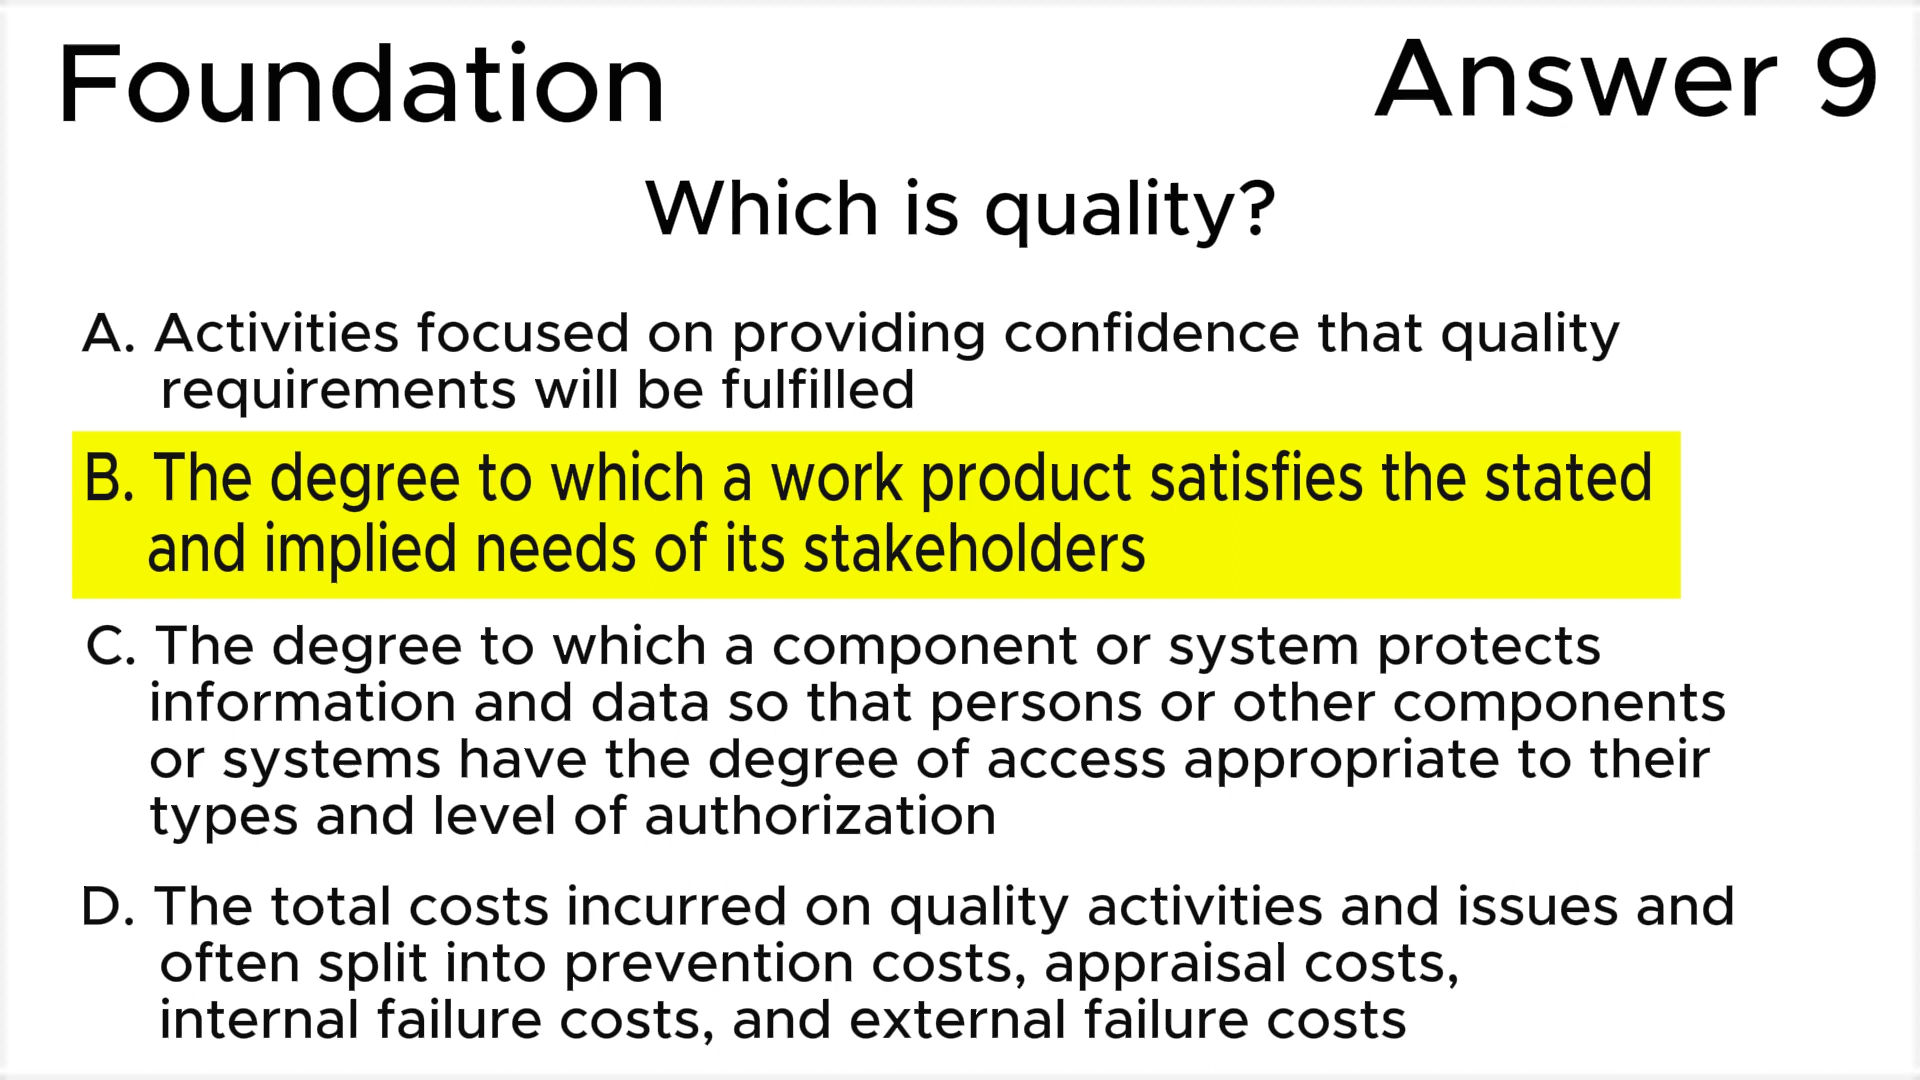 Foundation
Answer 9
Which is quality?
A. Activities focused on providing confidence that quality
requirements will be fulfilled
B. The degree to which a work product satisfies the stated
and implied needs of its stakeholders
C. The degree to which a component or system protects
information and data so that persons or other components
or systems have the degree of access appropriate to their
types and level of authorization
D. The total costs incurred on quality activities and issues and
often split into prevention costs, appraisal costs,
internal failure costs, and external failure costs